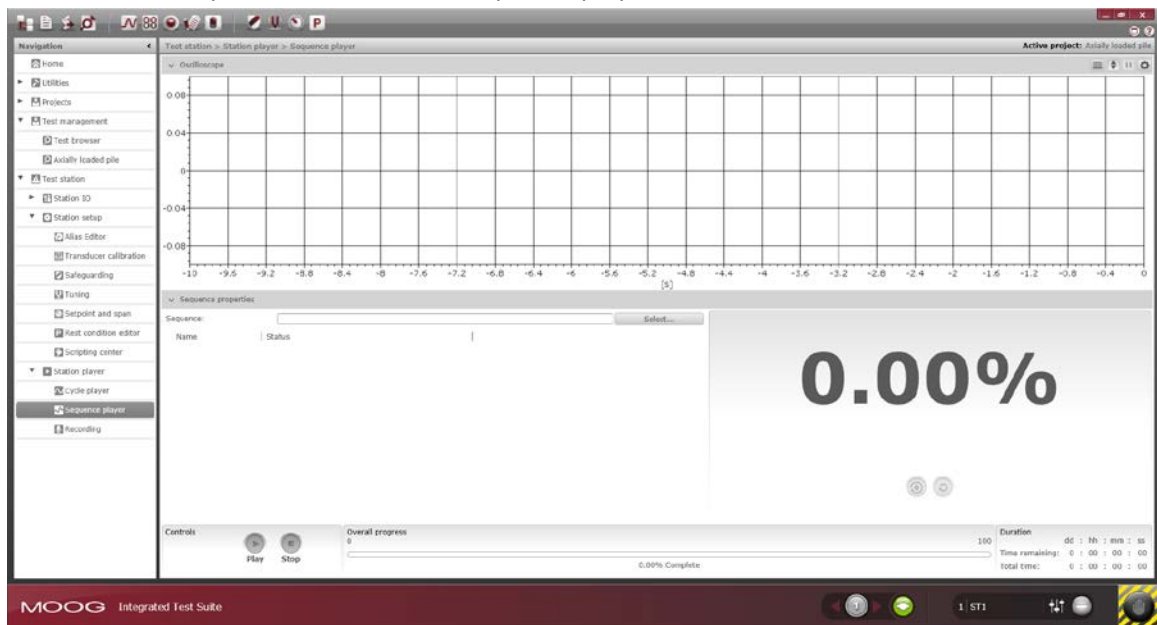 88
P
X
Navigation
Test station > Station player > Sequence player
Active project: Axially loaded pile
Home
Utilities
Projects
Test management
Test browser
Axially loaded pile
Test station
Station IO
Station setup
Alias Editor
Transducer calibration
Safeguarding
Tuning
Setpoint and span
Rest condition editor
Scripting center
Station player
Cycle player
Sequence player
Recording
Oscilloscope
0.08
0.04
0
-0.04
-0.08
-10 -9.6 -9.2 -8.8 -8.4 -8 -7.6 -7.2 -6.8 -6.4 -6 -5.6 -5.2 -4.8 -4.4 -4 -3.6 -3.2 -2.8 -2.4 -2 -1.6 -1.2 -0.8 -0.4 0
[s]
Sequence properties
Sequence: Select...
Name Status
0.00%
Controls
Play Stop
Overall progress
0 100
0.00% Complete
Duration
dd : hh : mm : ss
Time remaining: 0 : 00 : 00 : 00
Total time: 0 : 00 : 00 : 00
MOOG Integrated Test Suite
1
1 ST1